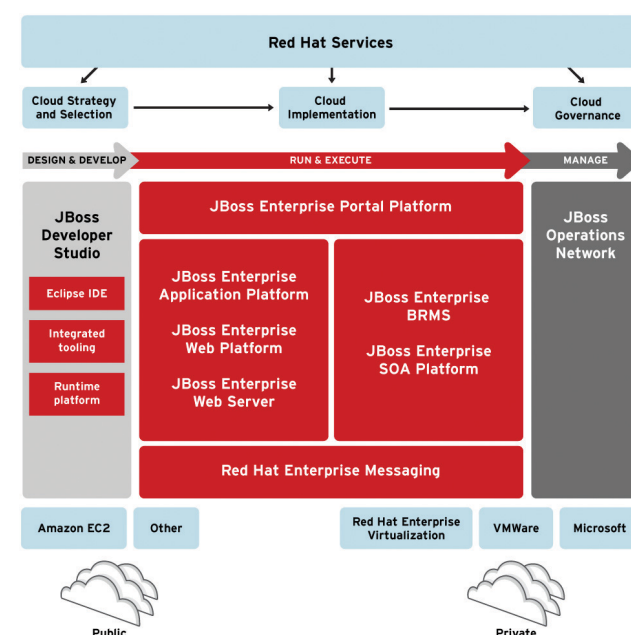 Red Hat Services
Cloud Strategy
and Selection
Cloud
Implementation
Cloud
Governance
DESIGN & DEVELOP
RUN & EXECUTE
MANAGE
JBoss
Developer
Studio
Eclipse IDE
Integrated
tooling
Runtime
platform
JBoss Enterprise Portal Platform
JBoss Enterprise
Application Platform
JBoss Enterprise
Web Platform
JBoss Enterprise
Web Server
JBoss Enterprise
BRMS
JBoss Enterprise
SOA Platform
Red Hat Enterprise Messaging
JBoss
Operations
Network
Amazon EC2
Other
Red Hat Enterprise
Virtualization
VMWare
Microsoft
Public
Private